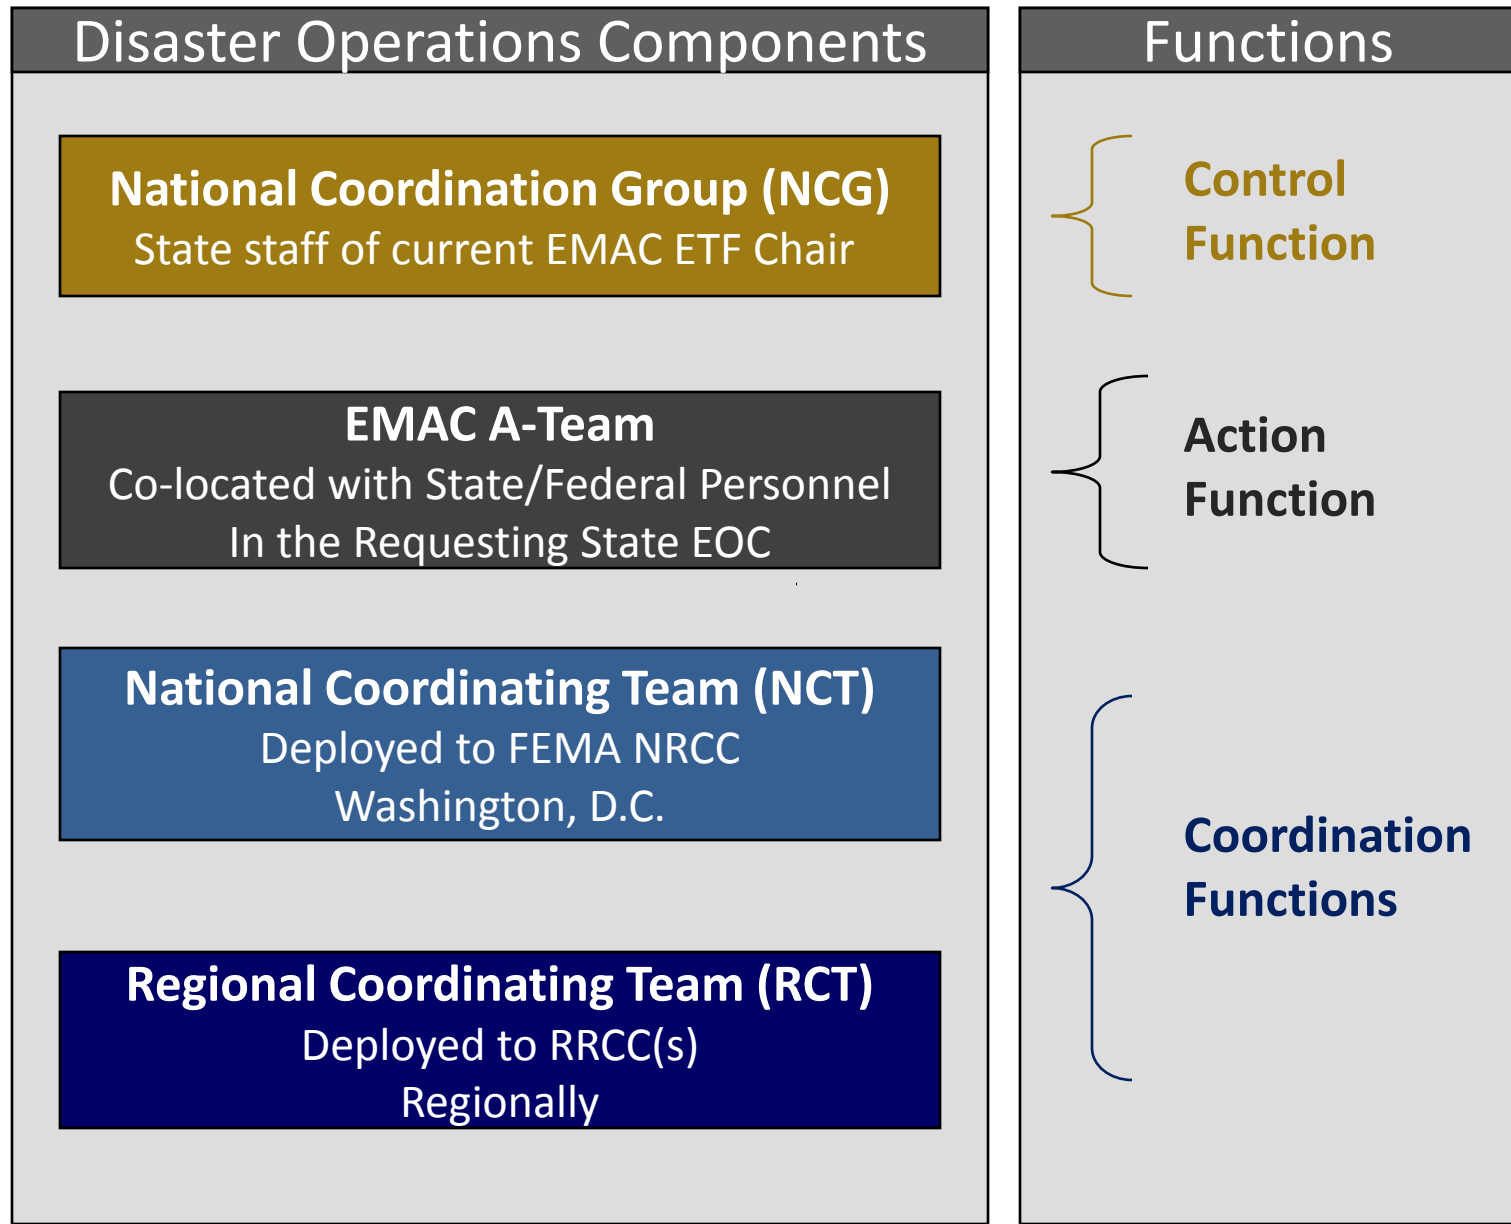 Disaster Operations Components
National Coordination Group (NCG)
State staff of current EMAC ETF Chair
EMAC A-Team
Co-located with State/Federal Personnel
In the Requesting State EOC
National Coordinating Team (NCT)
Deployed to FEMA NRCC
Washington, D.C.
Regional Coordinating Team (RCT)
Deployed to RRCC(s)
Regionally
Functions
Control
Function
Action
Function
Coordination
Functions